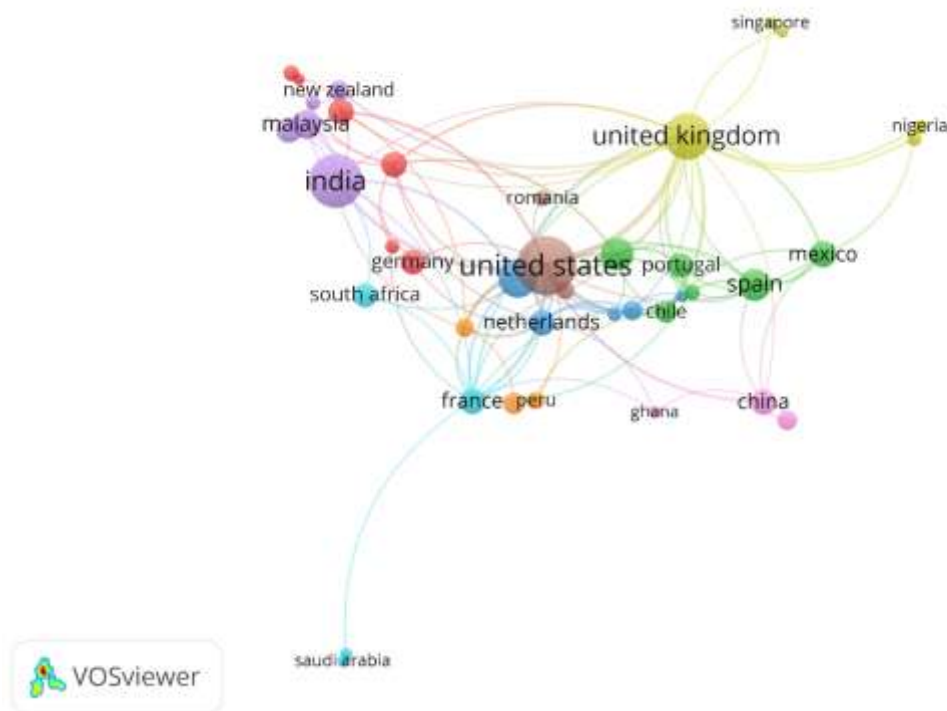 singapore
new zealand
malaysia
united kingdom
nigeria
india
romania
germany
united states
portugal
mexico
spain
south africa
netherlands
chile
france
peru
ghana
china
saudi arabia
VOSviewer